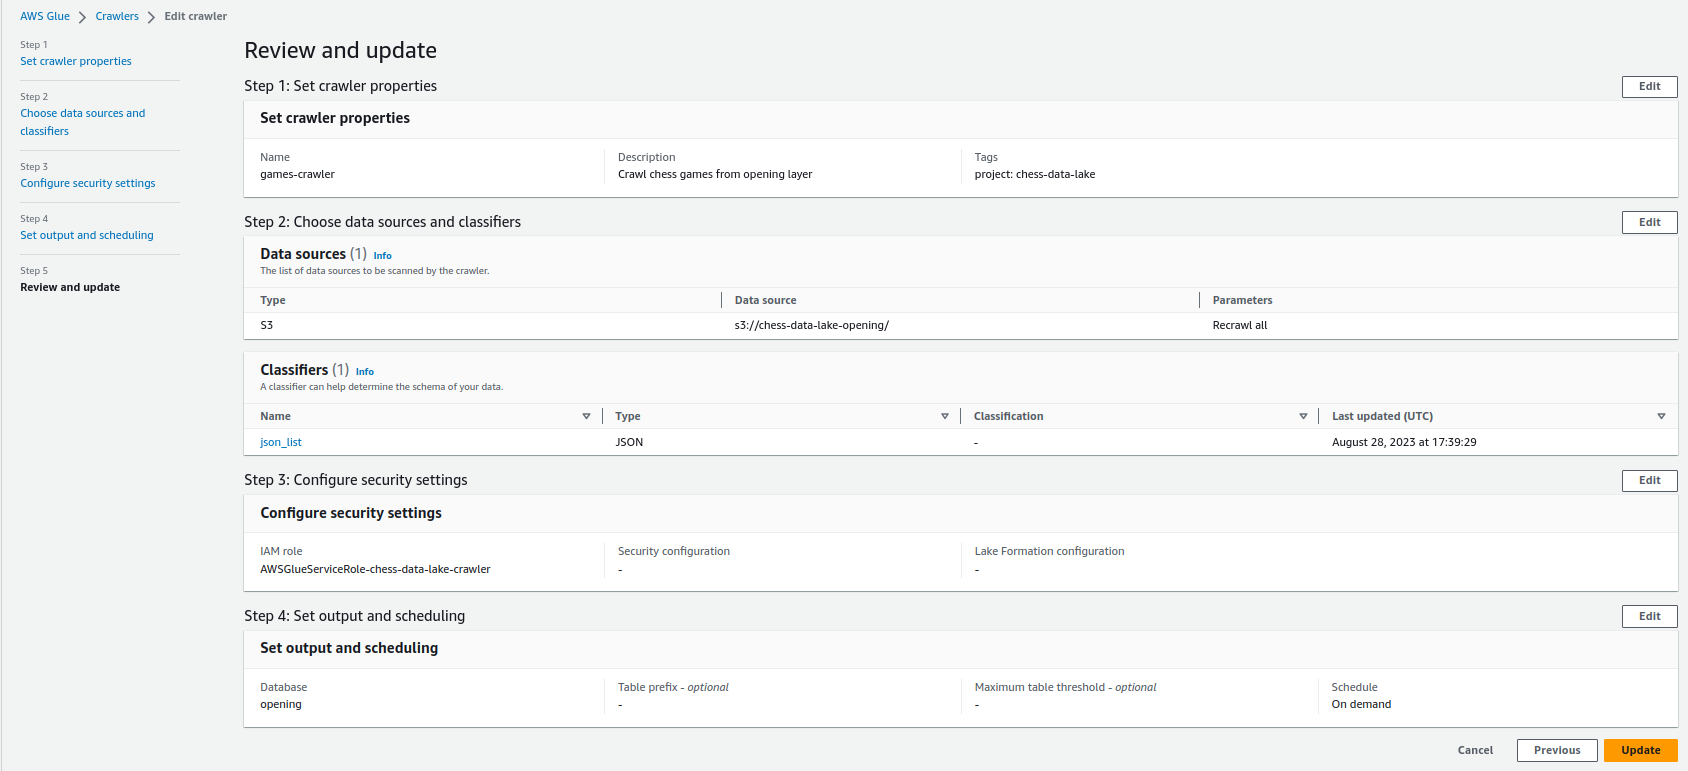 AWS Glue > Crawlers > Edit crawler
Step 1
Set crawler properties
Step 2
Choose data sources and
classifiers
Step 3
Configure security settings
Step 4
Set output and scheduling
Step 5
Review and update
Review and update
Step 1: Set crawler properties
Edit
Set crawler properties
Name
games-crawler
Description
Crawl chess games from opening layer
Tags
project: chess-data-lake
Step 2: Choose data sources and classifiers
Edit
Data sources (1) Info
The list of data sources to be scanned by the crawler.
Type Data source Parameters
S3 s3://chess-data-lake-opening/ Recrawl all
Classifiers (1) Info
A classifier can help determine the schema of your data.
Name Type Classification Last updated (UTC)
json_list JSON - August 28, 2023 at 17:39:29
Step 3: Configure security settings
Edit
Configure security settings
IAM role
AWSGlueServiceRole-chess-data-lake-crawler
Security configuration
-
Lake Formation configuration
-
Step 4: Set output and scheduling
Edit
Set output and scheduling
Database
opening
Table prefix - optional
-
Maximum table threshold - optional
-
Schedule
On demand
Cancel Previous Update